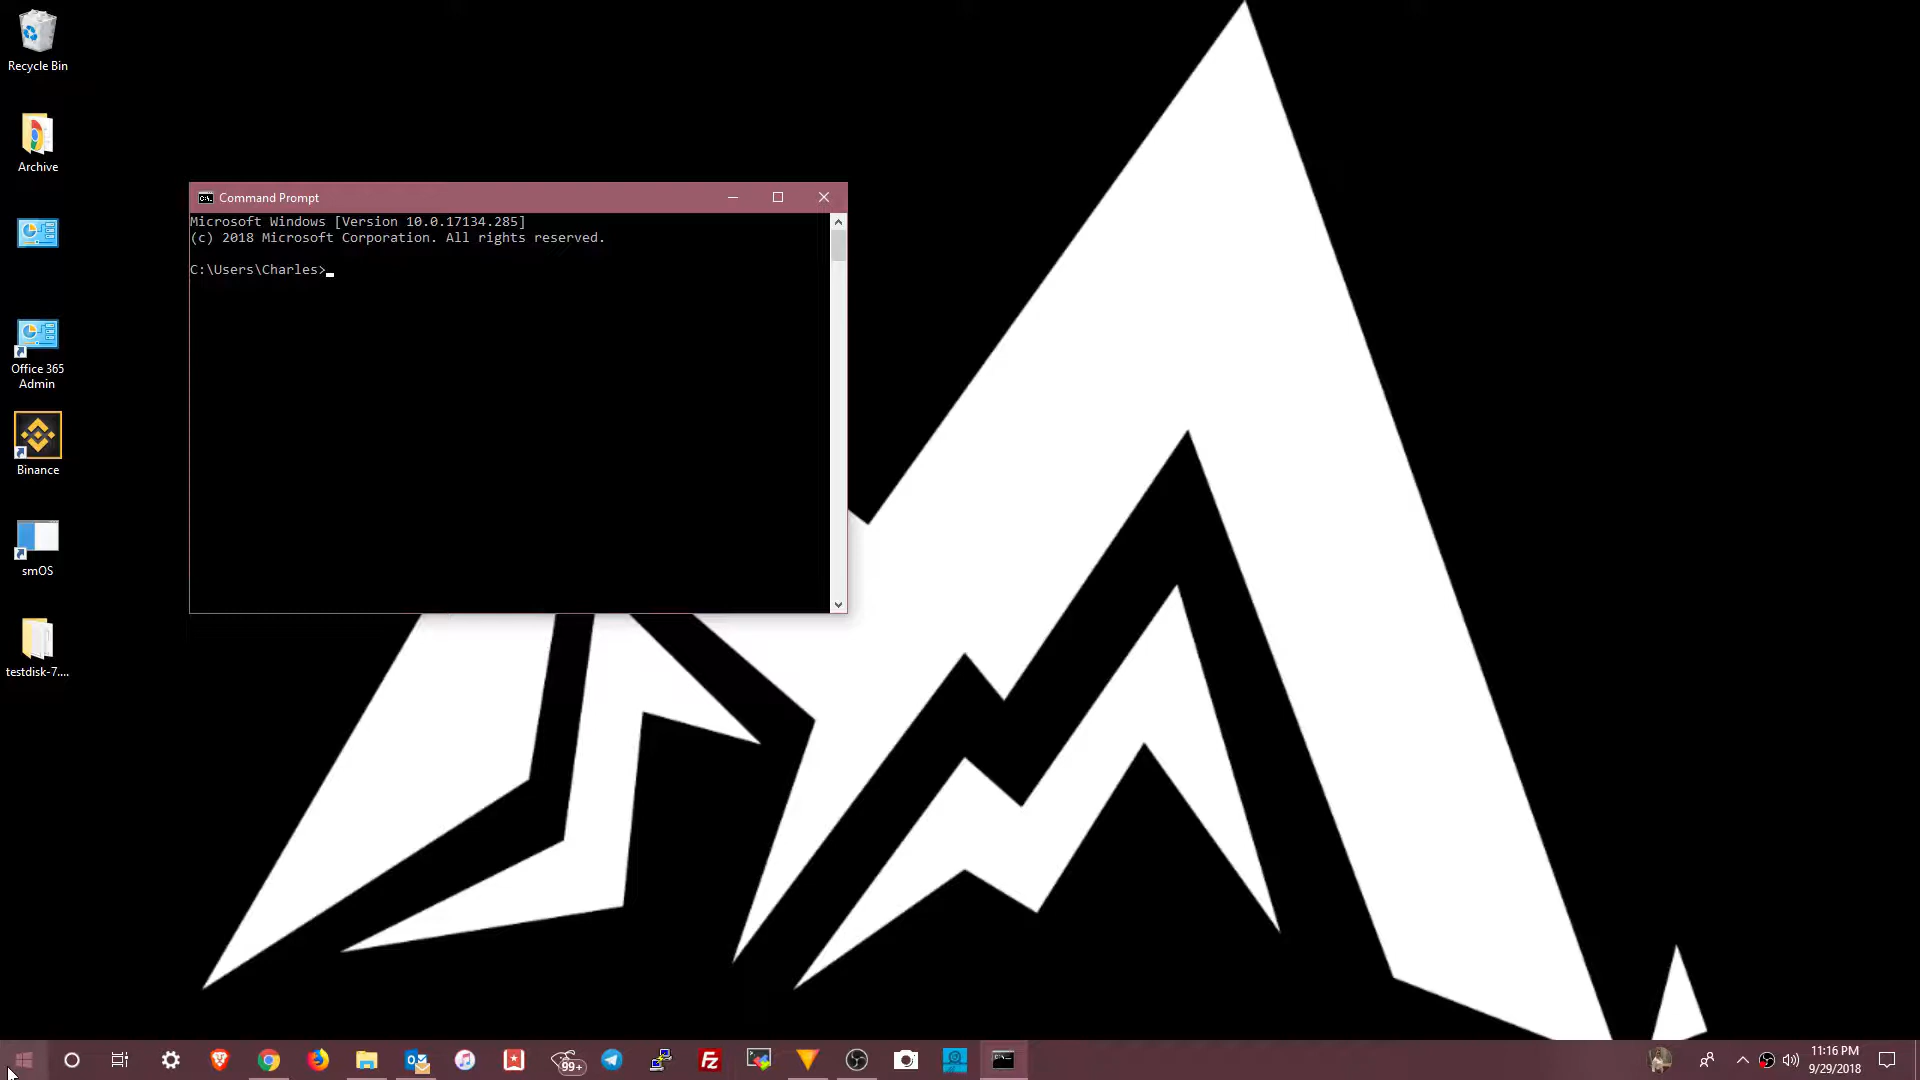 Recycle Bin
Archive
Office 365
Admin
Binance
smOS
testdisk-7....
Command Prompt
Microsoft Windows [Version 10.0.17134.285]
(c) 2018 Microsoft Corporation. All rights reserved.
C:\Users\Charles>
99+
11:16 PM
9/29/2018